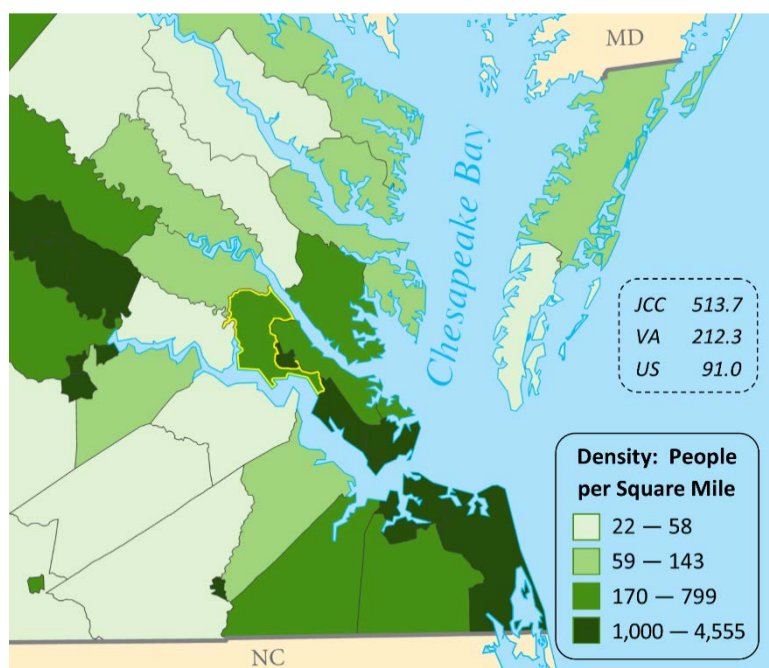 MD
Chesapeake Bay
JCC 513.7
VA 212.3
US 91.0
Density: People
per Square Mile
22 — 58
59 — 143
170 — 799
1,000 — 4,555
NC